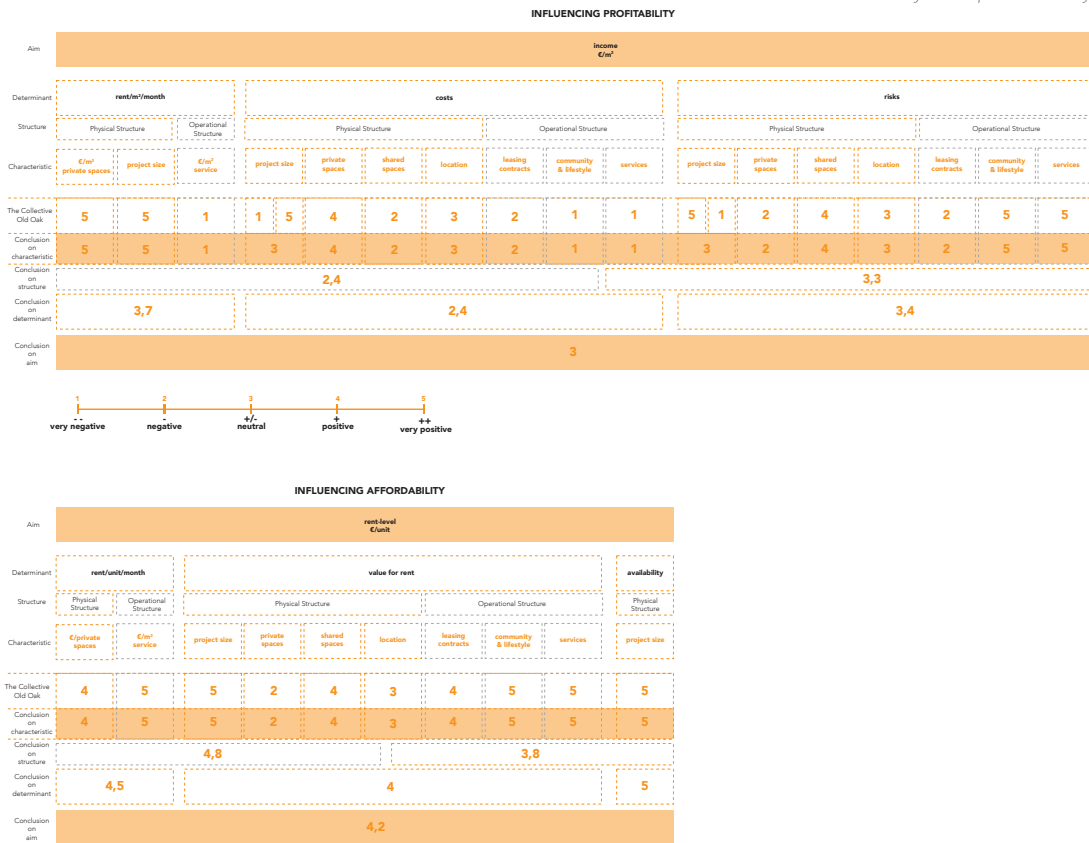 INFLUENCING PROFITABILITY
Aim
income
€/m²
Determinant
rent/m²/month
costs
risks
Structure
Physical Structure
Operational
Structure
Physical Structure
Operational Structure
Physical Structure
Operational Structure
Characteristic
€/m²
private spaces
project size
€/m²
service
project size
private
spaces
shared
spaces
location
leasing
contracts
community
& lifestyle
services
project size
private
spaces
shared
spaces
location
leasing
contracts
community
& lifestyle
services
The Collective
Old Oak
5 5 1 1 5 4 2 3 2 1 1 5 1 2 4 3 2 5 5
Conclusion
on
characteristic
5 5 1 3 4 2 3 2 1 1 3 2 4 3 2 5 5
Conclusion
on
structure
2,4 3,3
Conclusion
on
determinant
3,7 2,4 3,4
Conclusion
on
aim
3
1 2 3 4 5
- - - +/- + ++
very negative negative neutral positive very positive
INFLUENCING AFFORDABILITY
Aim
rent-level
€/unit
Determinant
rent/unit/month
value for rent
availability
Structure
Physical
Structure
Operational
Structure
Physical Structure
Operational Structure
Physical
Structure
Characteristic
€/private
spaces
€/m²
service
project size
private
spaces
shared
spaces
location
leasing
contracts
community
& lifestyle
services
project size
The Collective
Old Oak
4 5 5 2 4 3 4 5 5 5
Conclusion
on
characteristic
4 5 5 2 4 3 4 5 5 5
Conclusion
on
structure
4,8 3,8
Conclusion
on
determinant
4,5 4 5
Conclusion
on
aim
4,2